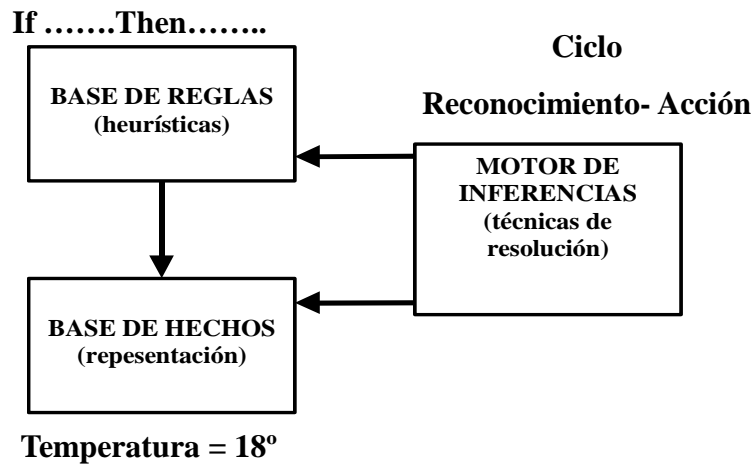 If …….Then……..
BASE DE REGLAS
(heurísticas)
BASE DE HECHOS
(repesentación)
Temperatura = 18º
Ciclo
Reconocimiento- Acción
MOTOR DE
INFERENCIAS
(técnicas de
resolución)